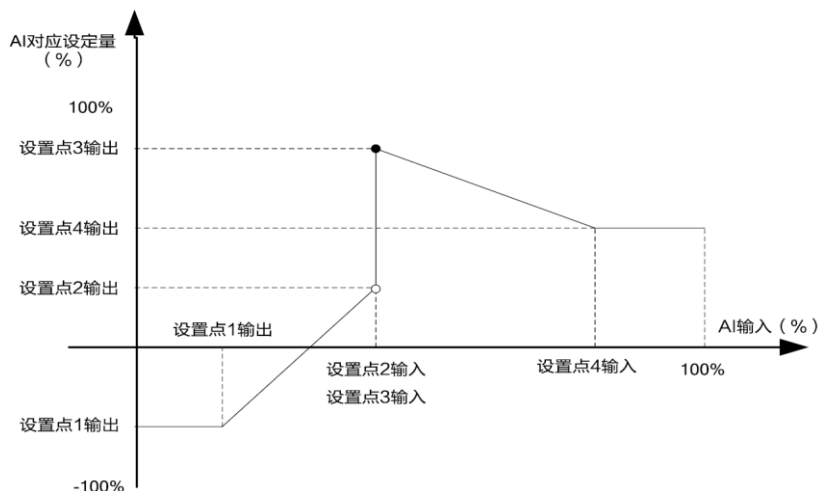 AI对应设定量
（%）
100%
设置点3输出
设置点4输出
设置点2输出
设置点1输出
AI输入（%）
设置点2输入
设置点3输入
设置点4输入
100%
设置点1输出
-100%